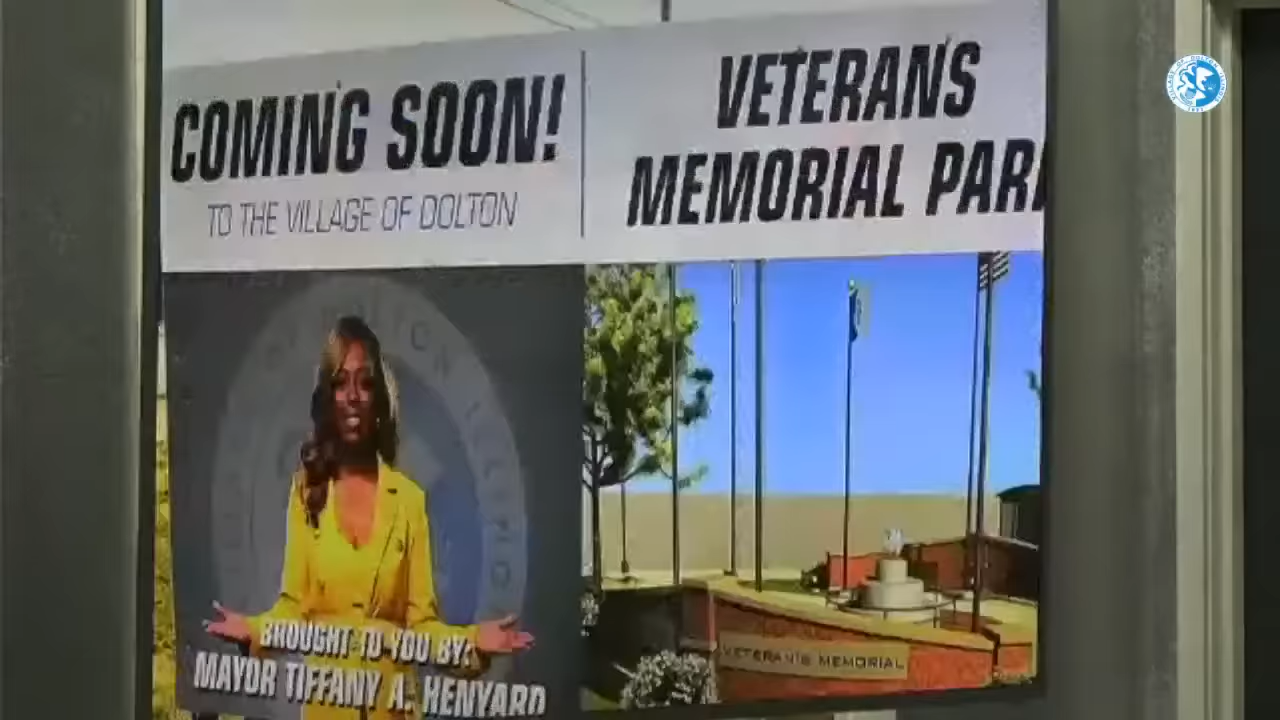 COMING SOON!
TO THE VILLAGE OF DOLTON
VETERANS
MEMORIAL PAR
BROUGHT TO YOU BY:
MAYOR TIFFANY A. HENYARD
VETERAN'S MEMORIAL